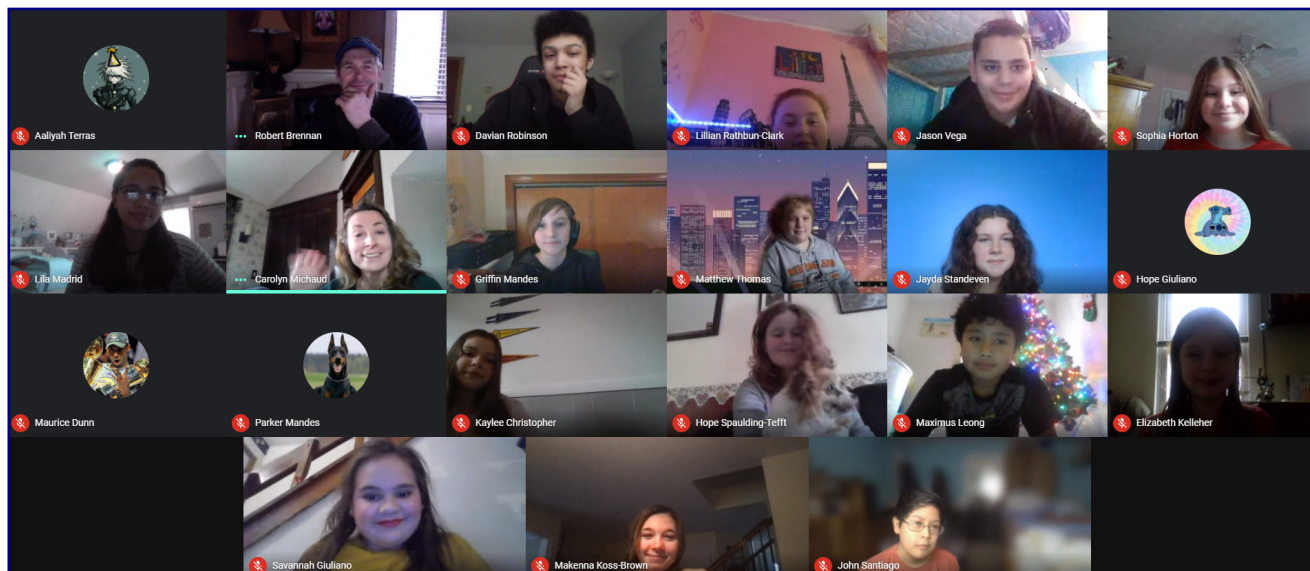 Aaliyah Terras
Robert Brennan
Davian Robinson
Lillian Rathbun-Clark
Jason Vega
Sophia Horton
Lila Madrid
Carolyn Michaud
Griffin Mandes
Matthew Thomas
Jayda Standeven
Hope Giuliano
Maurice Dunn
Parker Mandes
Kaylee Christopher
Hope Spaulding-Tefft
Maximus Leong
Elizabeth Kelleher
Savannah Giuliano
Makenna Koss-Brown
John Santiago